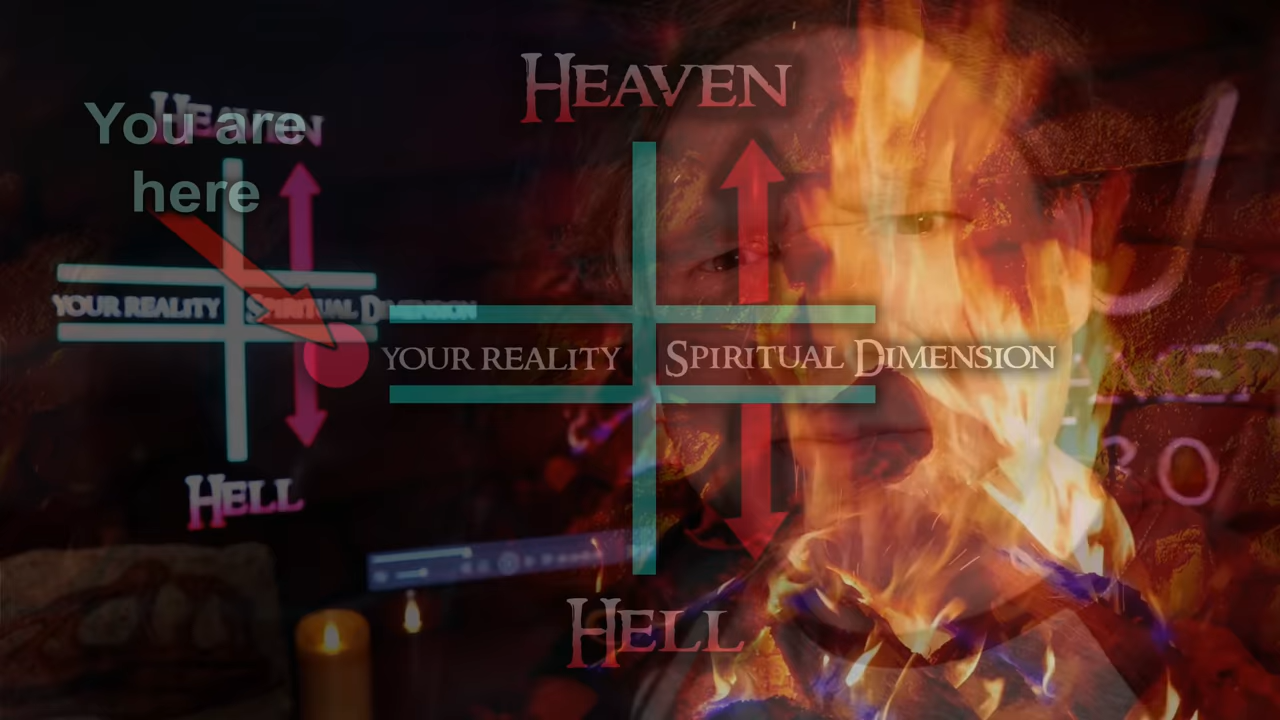 HEAVEN
You are
here
YOUR REALITY
SPIRITUAL DIMENSION
HELL
HEAVEN
YOUR REALITY
SPIRITUAL DIMENSION
HELL